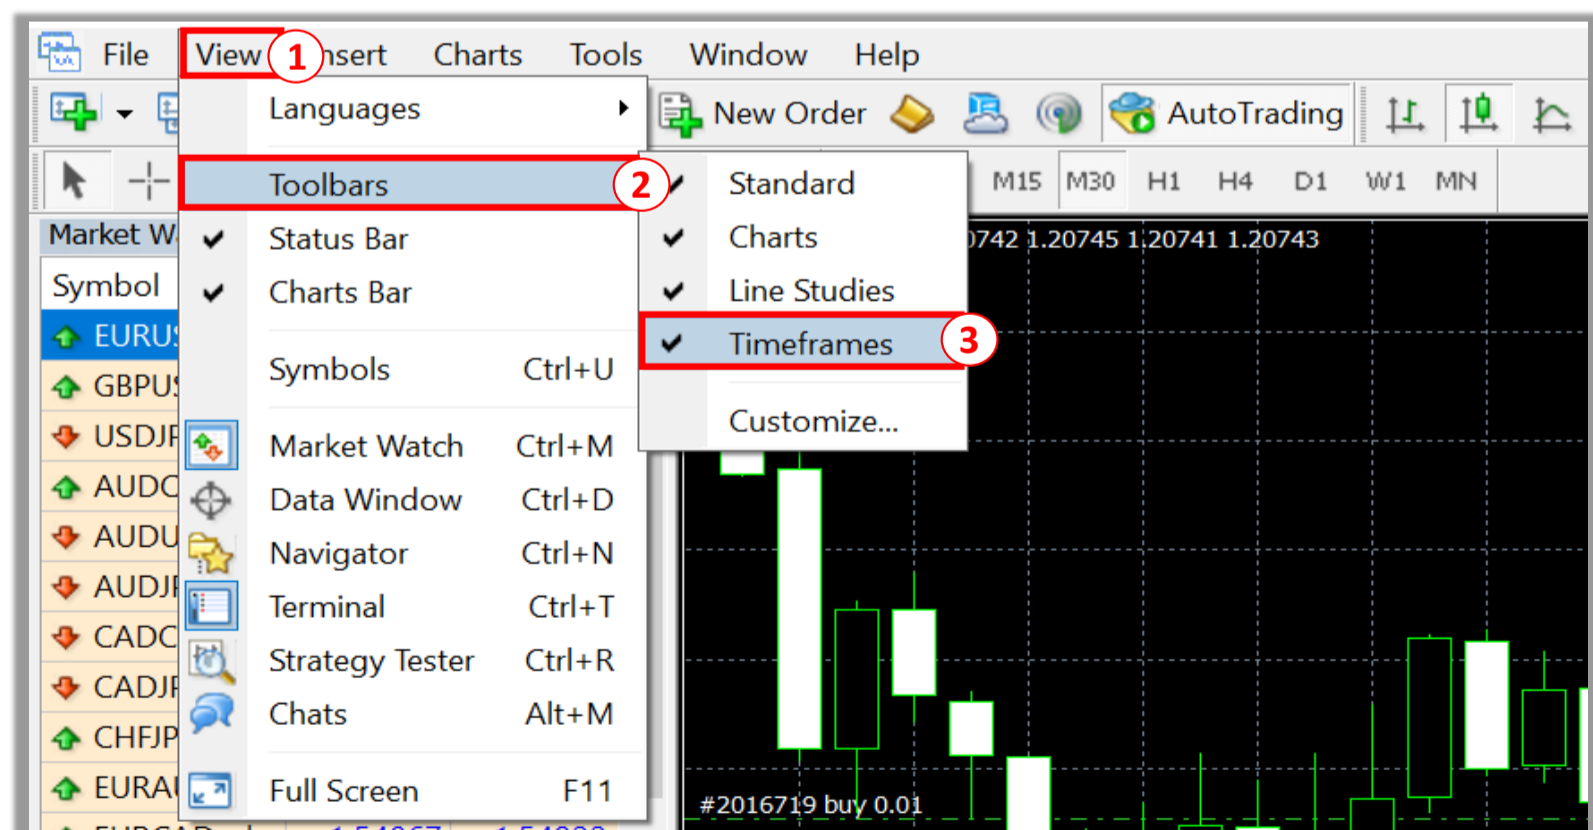 File View 1 nsert Charts Tools Window Help
Languages
New Order
AutoTrading
Toolbars 2
Standard
M15 M30 H1 H4 D1 W1 MN
Market W
Status Bar
Charts
0742 1.20745 1.20741 1.20743
Symbol
Charts Bar
Line Studies
EURUS
Timeframes 3
Symbols Ctrl+U
GBPUS
Customize...
USDJP
Market Watch Ctrl+M
AUDC
Data Window Ctrl+D
AUDU
Navigator Ctrl+N
AUDJP
Terminal Ctrl+T
CADC
Strategy Tester Ctrl+R
CADJP
Chats Alt+M
CHFJP
EURAU
Full Screen F11
#2016719 buy 0.01